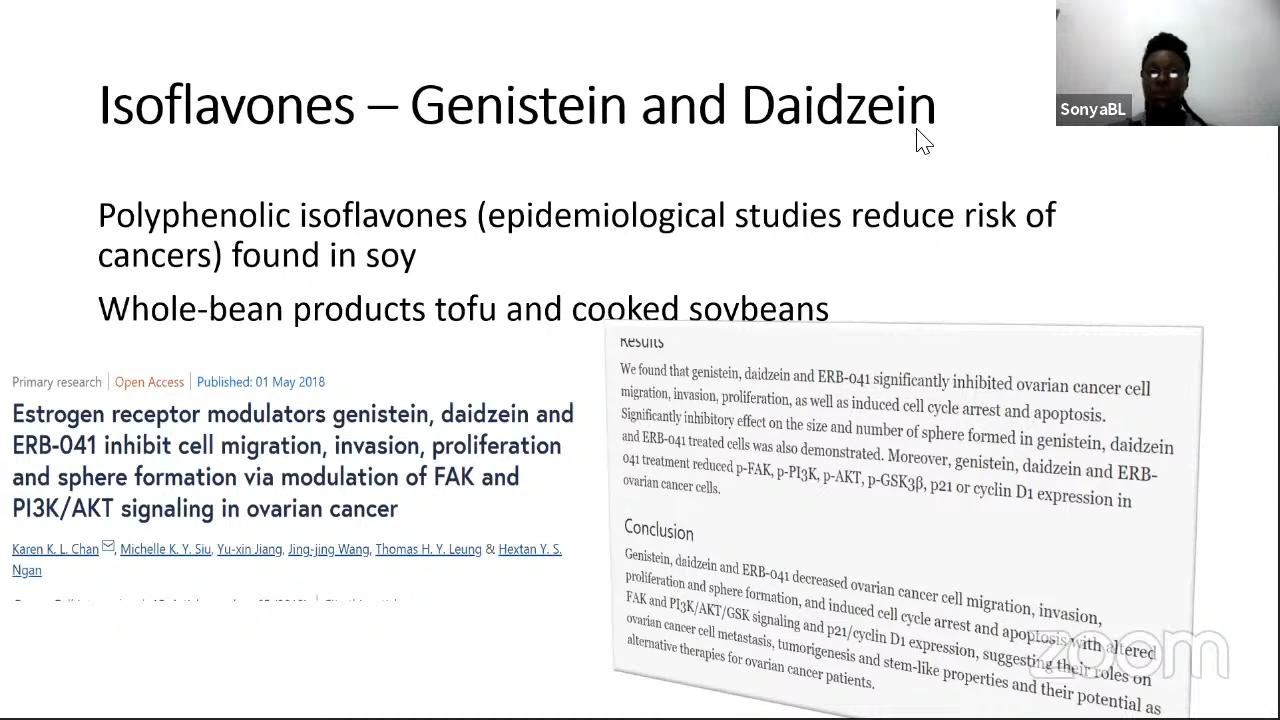 Isoflavones – Genistein and Daidzein
SonyaBL
Polyphenolic isoflavones (epidemiological studies reduce risk of
cancers) found in soy
Whole-bean products tofu and cooked soybeans
Primary research | Open Access | Published: 01 May 2018
Estrogen receptor modulators genistein, daidzein and
ERB-041 inhibit cell migration, invasion, proliferation
and sphere formation via modulation of FAK and
PI3K/AKT signaling in ovarian cancer
Karen K. L. Chan, Michelle K. Y. Siu, Yu-xin Jiang, Jing-jing Wang, Thomas H. Y. Leung & Hextan Y. S.
Ngan
Results
We found that genistein, daidzein and ERB-041 significantly inhibited ovarian cancer cell
migration, invasion, proliferation, as well as induced cell cycle arrest and apoptosis.
Significantly inhibitory effect on the size and number of sphere formed in genistein, daidzein
and ERB-041 treated cells was also demonstrated. Moreover, genistein, daidzein and ERB-
041 treatment reduced p-FAK, p-PI3K, p-AKT, p-GSK3β, p21 or cyclin D1 expression in
ovarian cancer cells.
Conclusion
Genistein, daidzein and ERB-041 decreased ovarian cancer cell migration, invasion,
proliferation and sphere formation, and induced cell cycle arrest and apoptosis with altered
FAK and PI3K/AKT/GSK signaling and p21/cyclin D1 expression, suggesting their roles on
ovarian cancer cell metastasis, tumorigenesis and stem-like properties and their potential as
alternative therapies for ovarian cancer patients.
zoom